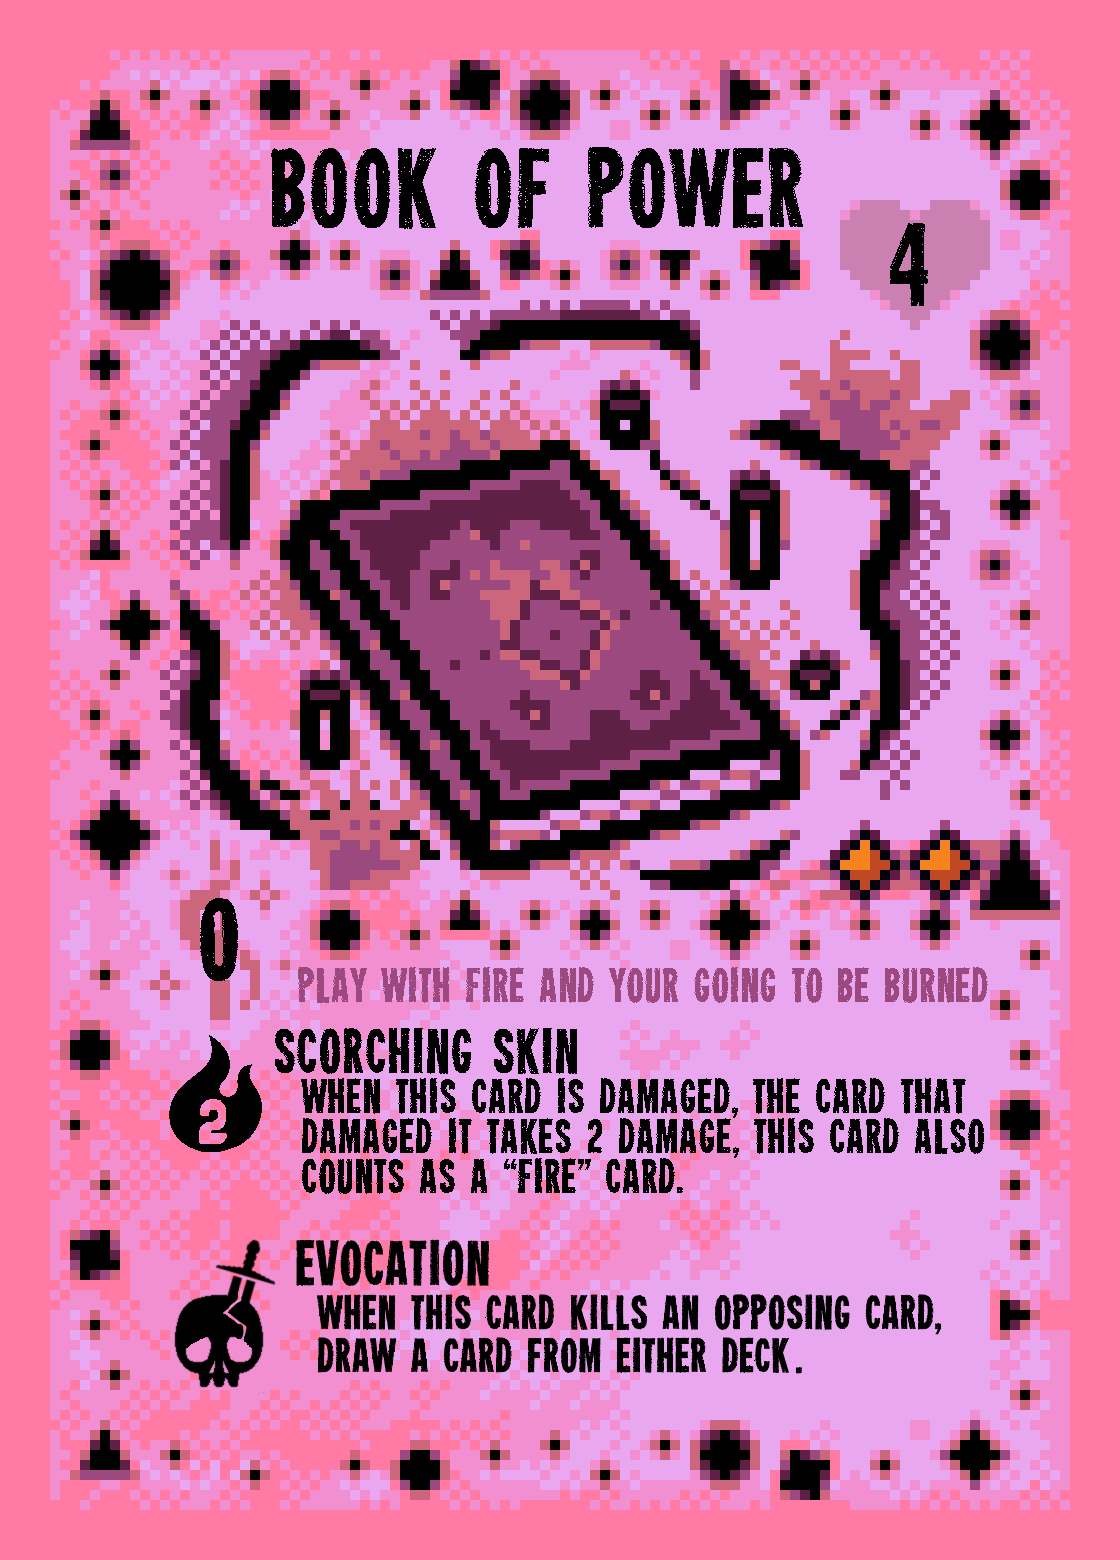 BOOK OF POWER
4
0
PLAY WITH FIRE AND YOUR GOING TO BE BURNED
SCORCHING SKIN
2
WHEN THIS CARD IS DAMAGED, THE CARD THAT
DAMAGED IT TAKES 2 DAMAGE, THIS CARD ALSO
COUNTS AS A “FIRE” CARD.
EVOCATION
WHEN THIS CARD KILLS AN OPPOSING CARD,
DRAW A CARD FROM EITHER DECK.